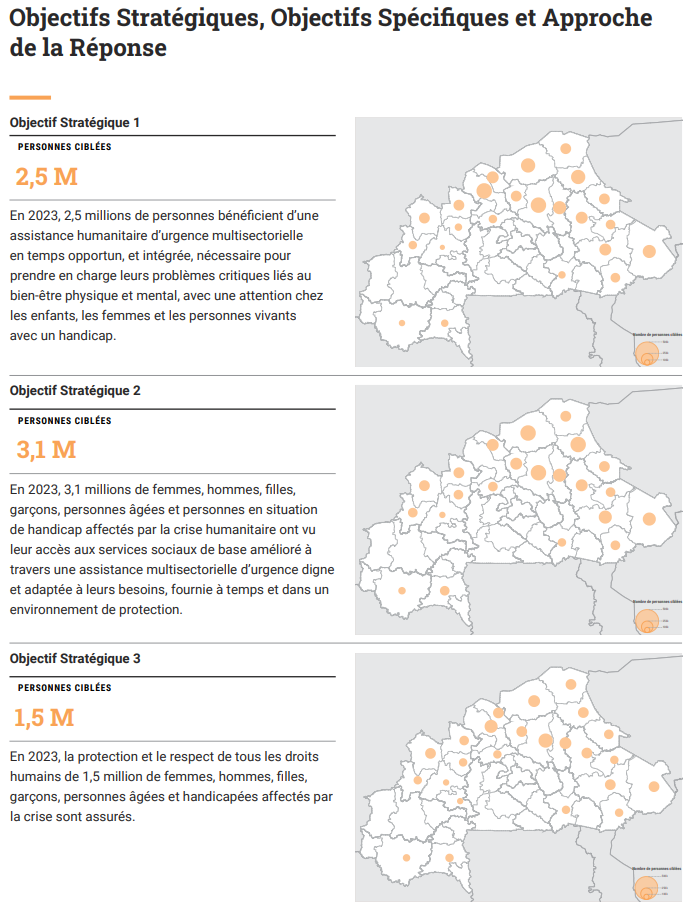 Objectifs Stratégiques, Objectifs Spécifiques et Approche
de la Réponse
Objectif Stratégique 1
PERSONNES CIBLÉES
2,5 M
En 2023, 2,5 millions de personnes bénéficient d’une
assistance humanitaire d’urgence multisectorielle
en temps opportun, et intégrée, nécessaire pour
prendre en charge leurs problèmes critiques liés au
bien-être physique et mental, avec une attention chez
les enfants, les femmes et les personnes vivants
avec un handicap.
Nombre de personnes ciblées
Objectif Stratégique 2
PERSONNES CIBLÉES
3,1 M
En 2023, 3,1 millions de femmes, hommes, filles,
garçons, personnes âgées et personnes en situation
de handicap affectés par la crise humanitaire ont vu
leur accès aux services sociaux de base amélioré à
travers une assistance multisectorielle d’urgence digne
et adaptée à leurs besoins, fournie à temps et dans un
environnement de protection.
Nombre de personnes ciblées
Objectif Stratégique 3
PERSONNES CIBLÉES
1,5 M
En 2023, la protection et le respect de tous les droits
humains de 1,5 million de femmes, hommes, filles,
garçons, personnes âgées et handicapées affectés par
la crise sont assurés.
Nombre de personnes ciblées